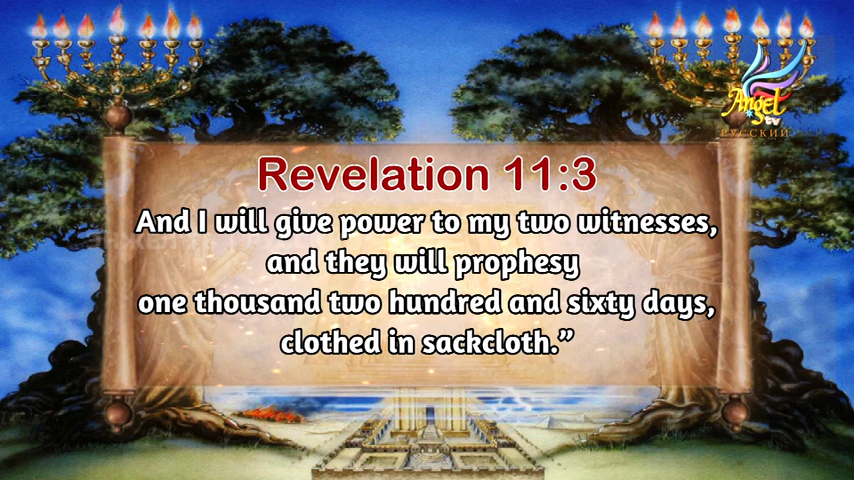 Angel
tv
РУССКИЙ
Revelation 11:3
And I will give power to my two witnesses,
and they will prophesy
one thousand two hundred and sixty days,
clothed in sackcloth.”